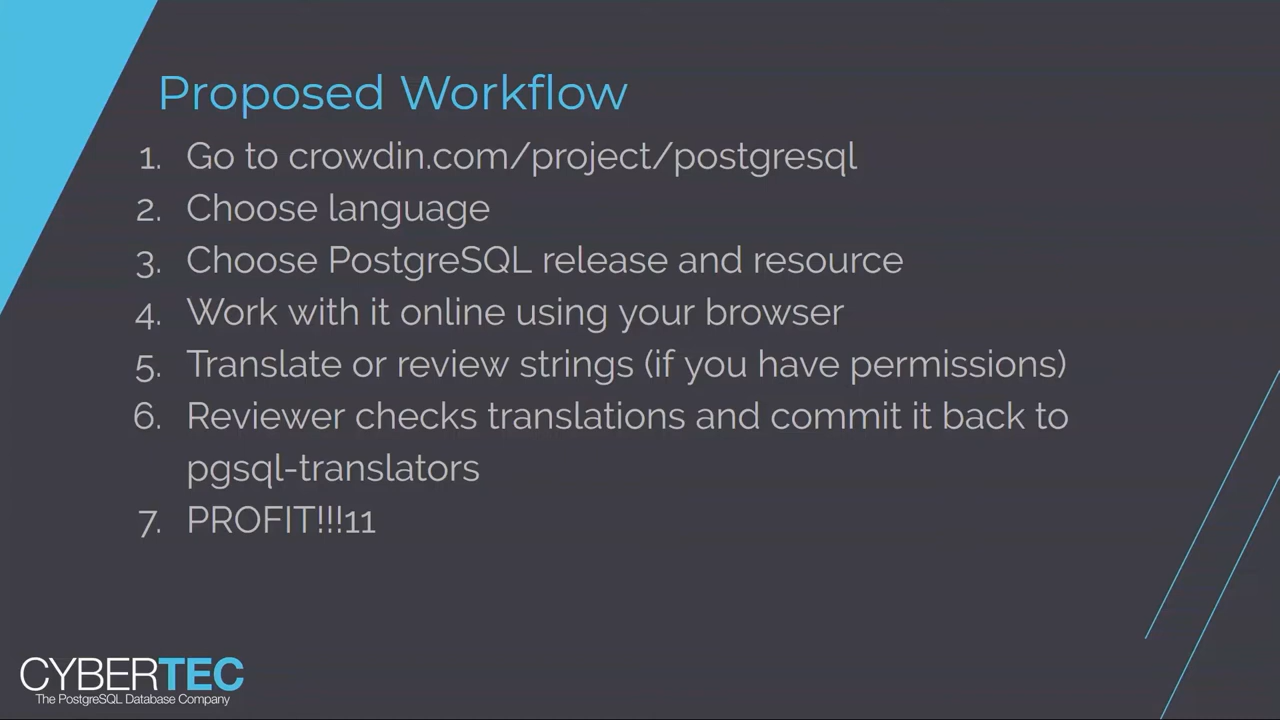 Proposed Workflow
1. Go to crowdin.com/project/postgresql
2. Choose language
3. Choose PostgreSQL release and resource
4. Work with it online using your browser
5. Translate or review strings (if you have permissions)
6. Reviewer checks translations and commit it back to
pgsql-translators
7. PROFIT!!!11
CYBERTEC
The PostgreSQL Database Company